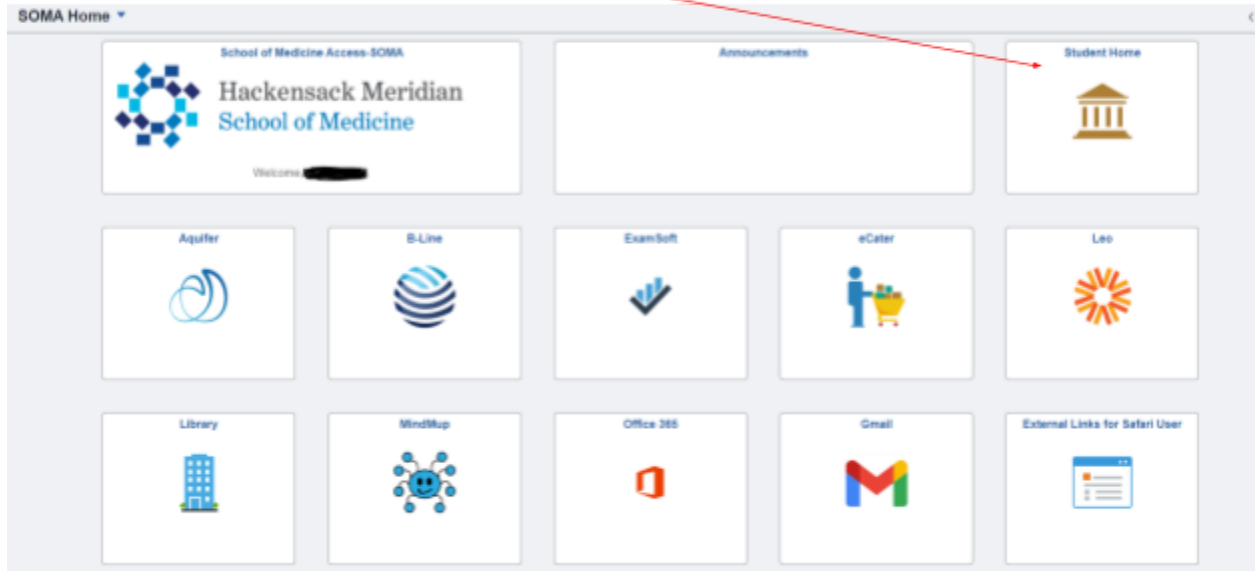 SOMA Home
School of Medicine Access-SOMA
Announcements
Student Home
Hackensack Meridian
School of Medicine
Welcome,
Aquifer
B-Line
ExamSoft
eCater
Leo
Library
MindMup
Office 365
Gmail
External Links for Safari User